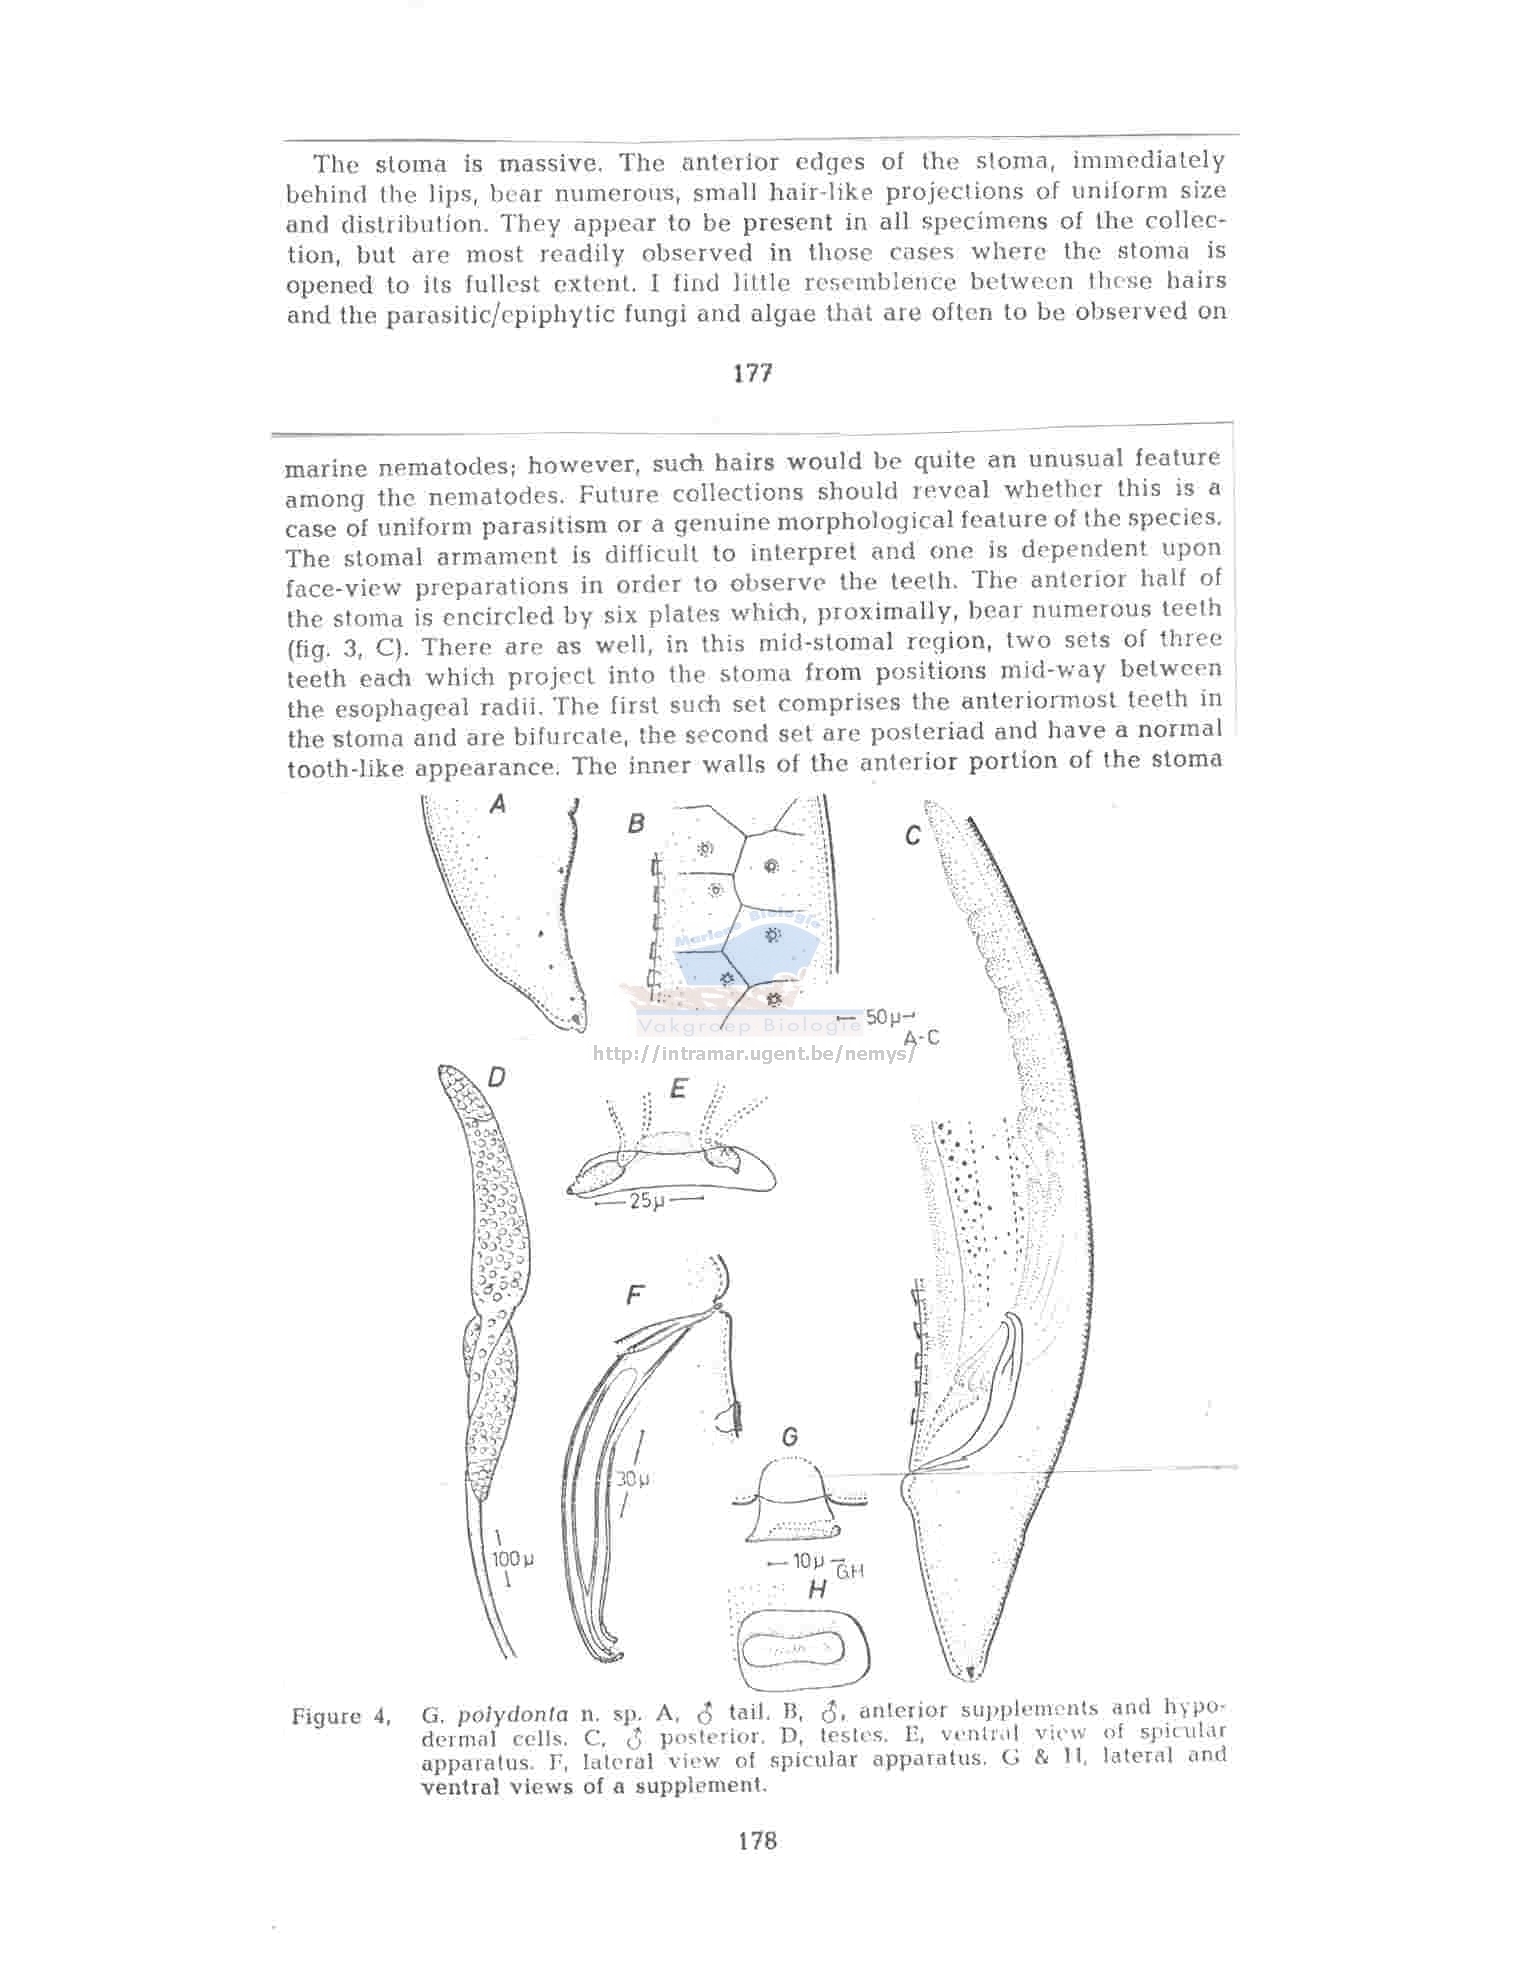 The stoma is massive. The anterior edges of the stoma, immediately
behind the lips, bear numerous, small hair-like projections of uniform size
and distribution. They appear to be present in all specimens of the collec-
tion, but are most readily observed in those cases where the stoma is
opened to its fullest extent. I find little resemblence between these hairs
and the parasitic/epiphytic fungi and algae that are often to be observed on
177
marine nematodes; however, such hairs would be quite an unusual feature
among the nematodes. Future collections should reveal whether this is a
case of uniform parasitism or a genuine morphological feature of the species.
The stomal armament is difficult to interpret and one is dependent upon
face-view preparations in order to observe the teeth. The anterior half of
the stoma is encircled by six plates which, proximally, bear numerous teeth
(fig. 3, C). There are as well, in this mid-stomal region, two sets of three
teeth each which project into the stoma from positions mid-way between
the esophageal radii. The first such set comprises the anteriormost teeth in
the stoma and are bifurcate, the second set are posteriad and have a normal
tooth-like appearance. The inner walls of the anterior portion of the stoma
A
B
C
Mariene Biologie
Vakgroep Biologie
http://intramar.ugent.be/nemys/
50µ
A-C
D
E
25µ
F
30µ
G
100µ
10µ
G.H
H
Figure 4, G. polydonta n. sp. A, ♂ tail. B, ♂, anterior supplements and hypo-
dermal cells. C, ♂ posterior. D, testes. E, ventral view of spicular
apparatus. F, lateral view of spicular apparatus. G & H, lateral and
ventral views of a supplement.
178